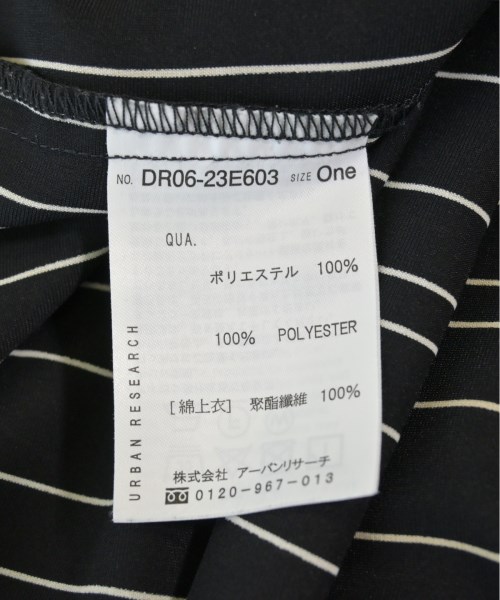 NO. DR06-23E603 SIZE One
QUA.
ポリエステル 100%
100% POLYESTER
[綿上衣] 聚酯纖維 100%
URBAN RESEARCH
株式会社 アーバンリサーチ
0120-967-013